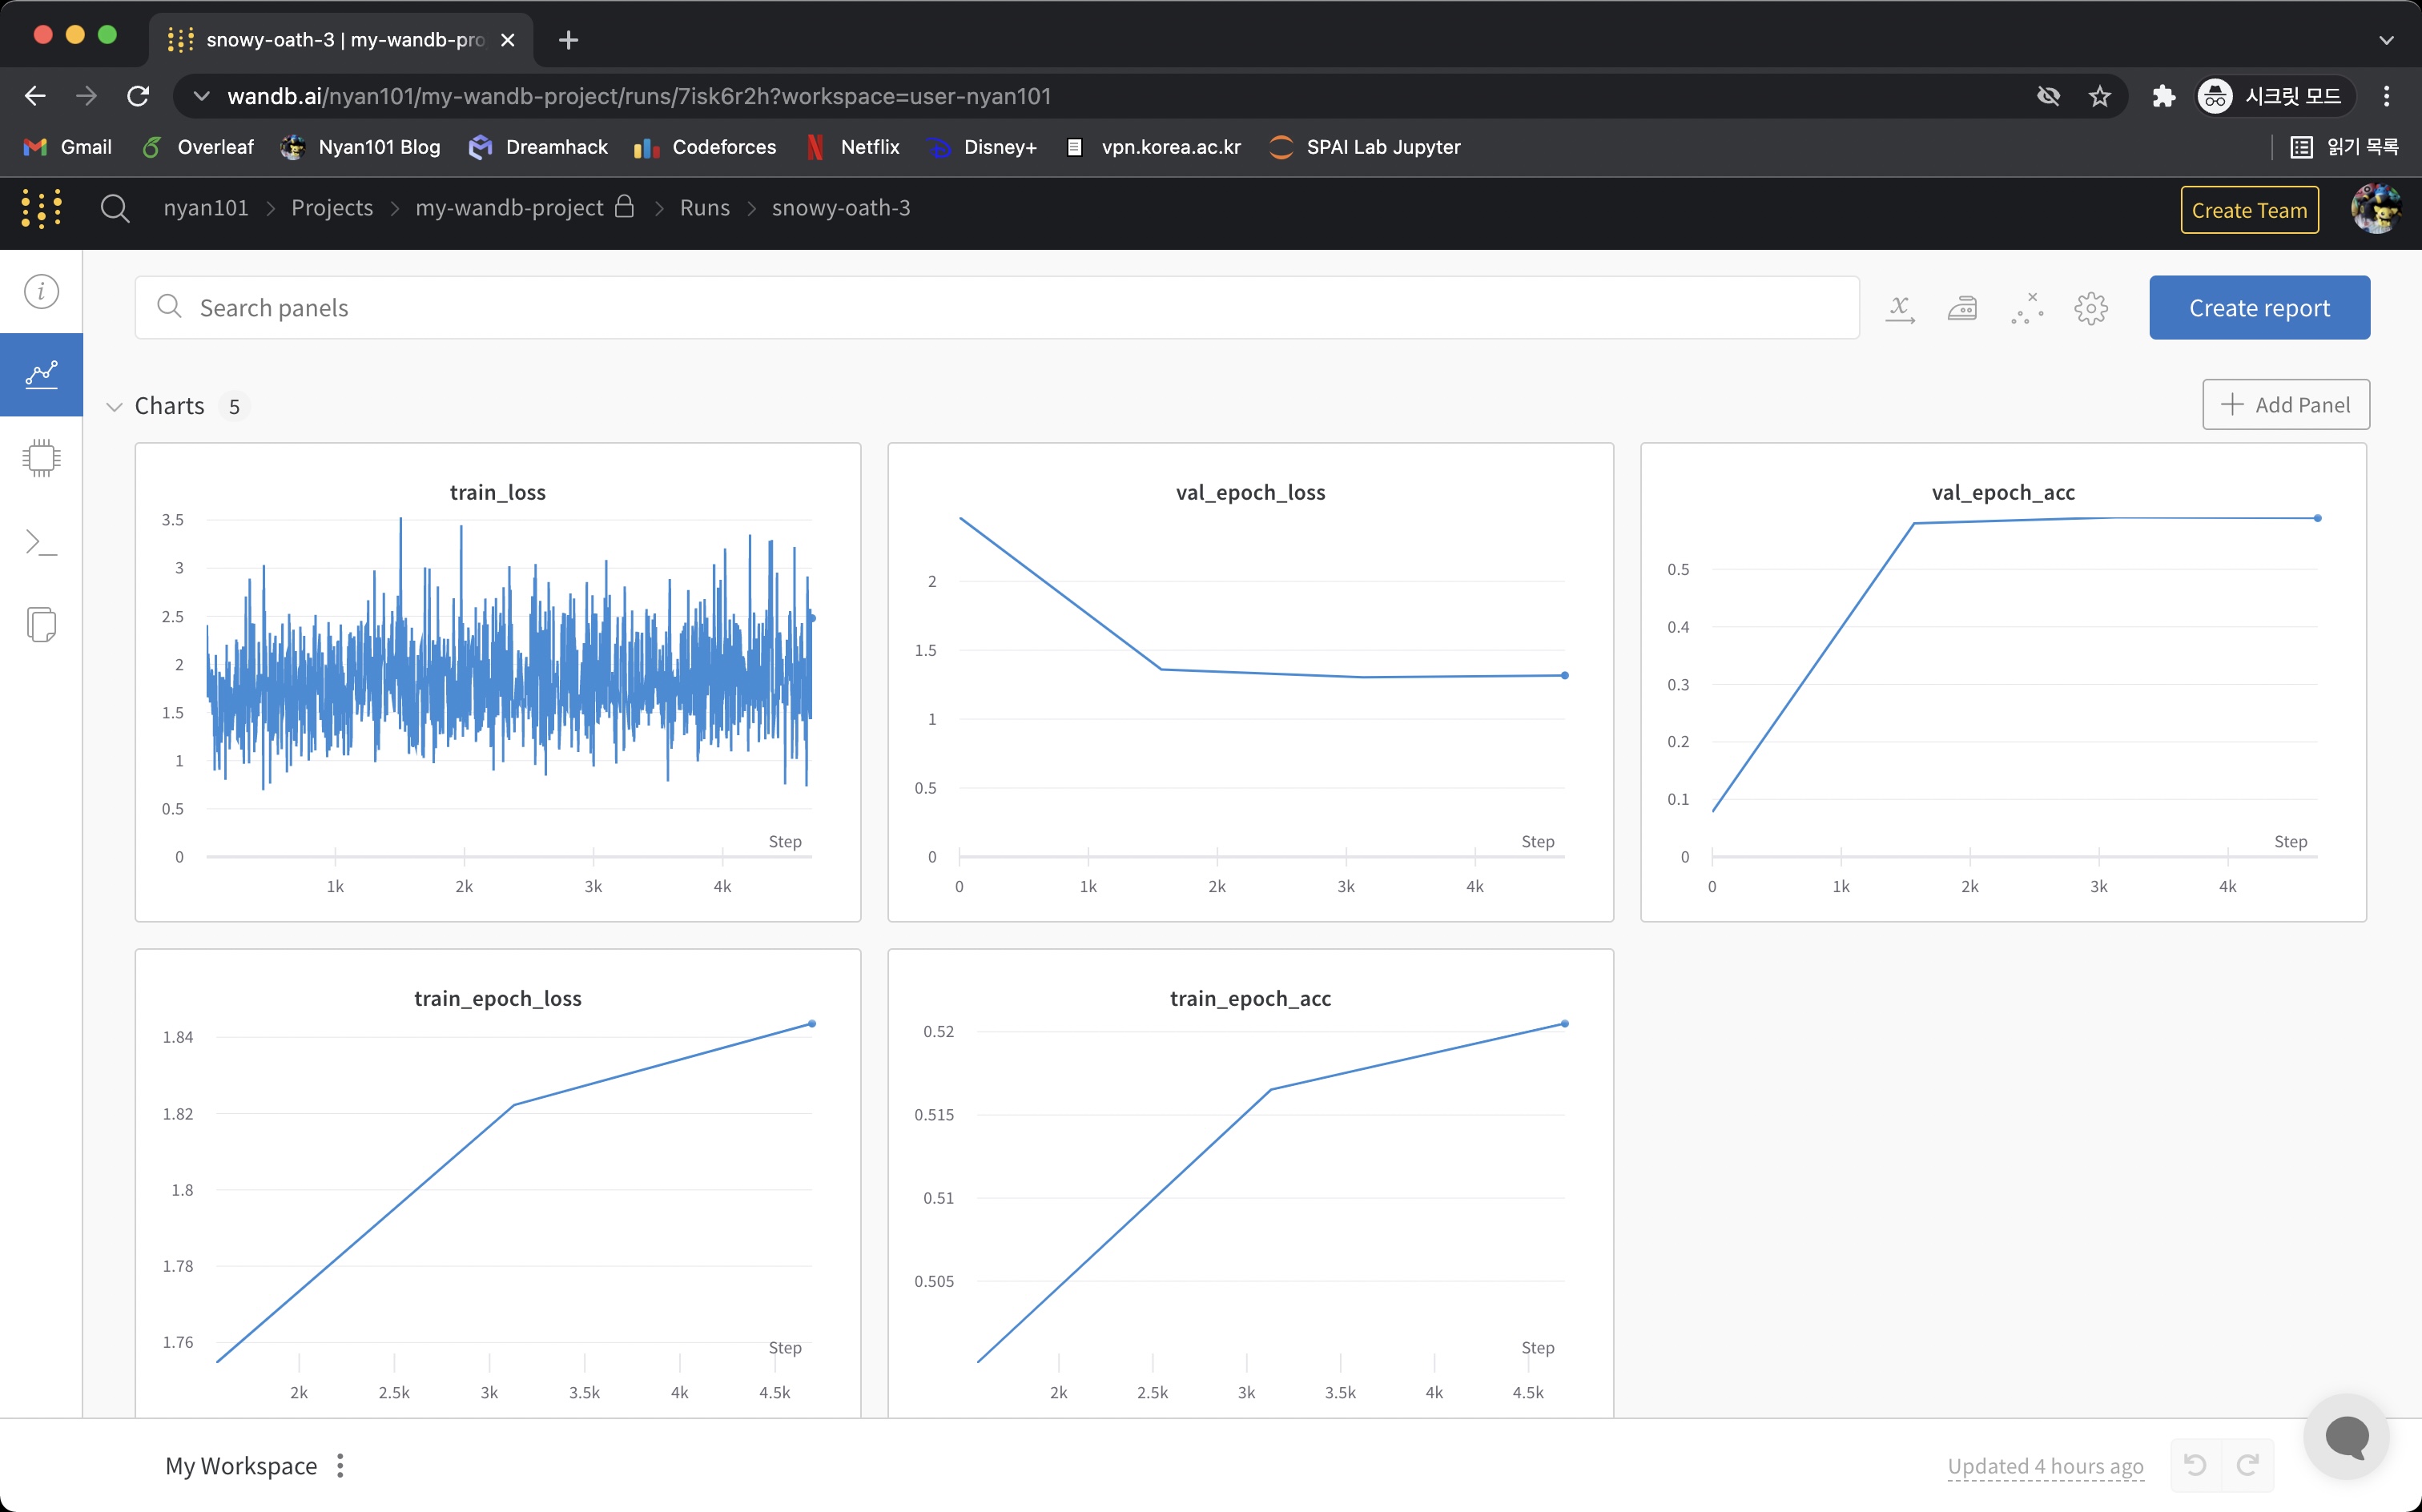 snowy-oath-3 | my-wandb-pro
wandb.ai/nyan101/my-wandb-project/runs/7isk6r2h?workspace=user-nyan101
시크릿 모드
Gmail Overleaf Nyan101 Blog Dreamhack Codeforces Netflix Disney+ vpn.korea.ac.kr SPAI Lab Jupyter 읽기 목록
nyan101 > Projects > my-wandb-project > Runs > snowy-oath-3
Create Team
Search panels
Create report
Charts 5
Add Panel
train_loss
3.5
3
2.5
2
1.5
1
0.5
0
Step
1k 2k 3k 4k
val_epoch_loss
2
1.5
1
0.5
0
Step
0 1k 2k 3k 4k
val_epoch_acc
0.5
0.4
0.3
0.2
0.1
0
Step
0 1k 2k 3k 4k
train_epoch_loss
1.84
1.82
1.8
1.78
1.76
Step
2k 2.5k 3k 3.5k 4k 4.5k
train_epoch_acc
0.52
0.515
0.51
0.505
Step
2k 2.5k 3k 3.5k 4k 4.5k
My Workspace
Updated 4 hours ago